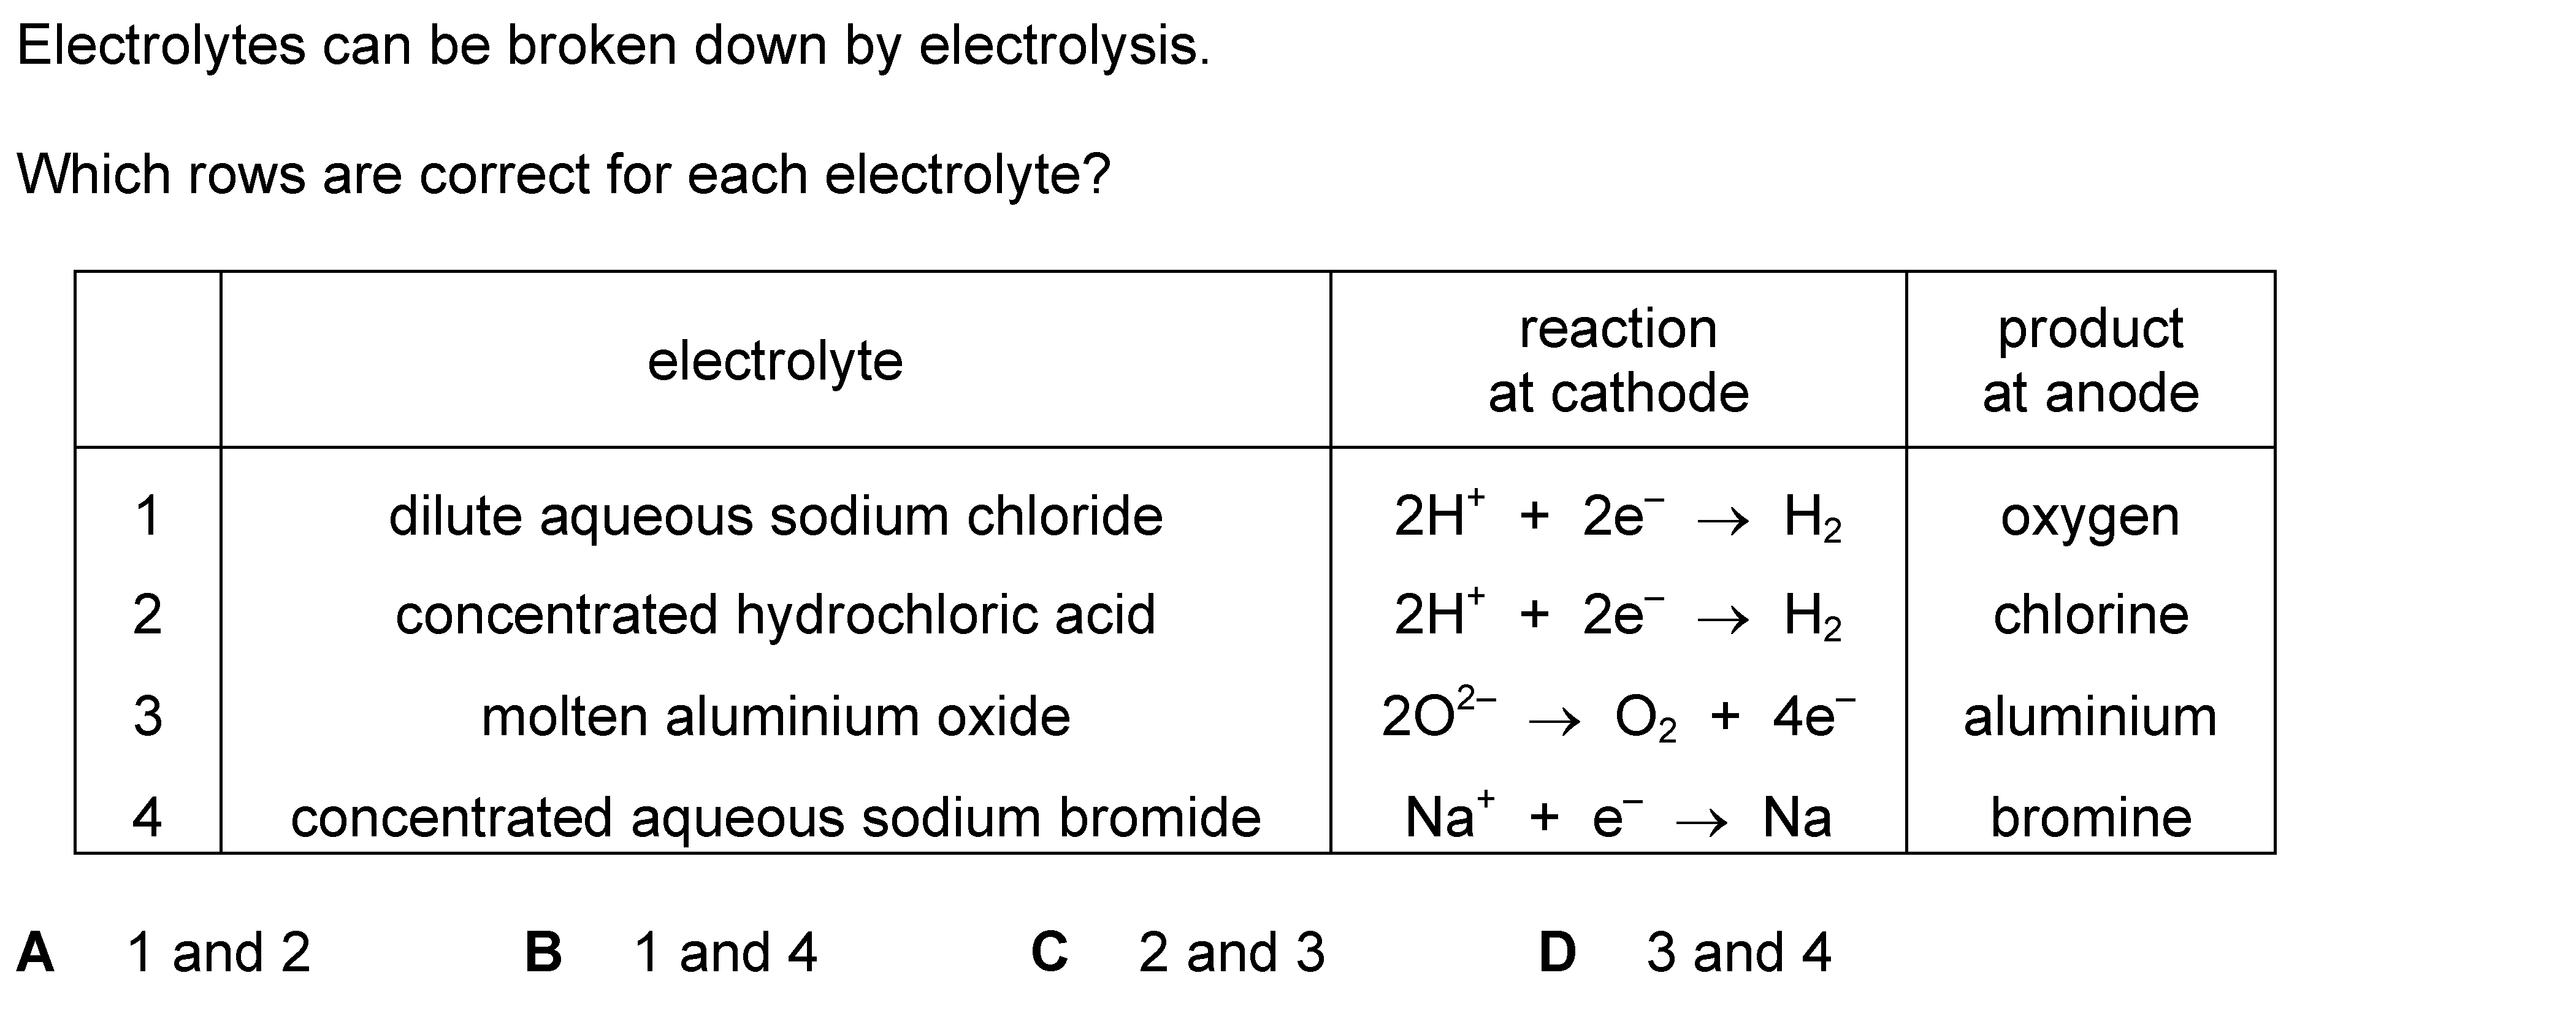 Electrolytes can be broken down by electrolysis.
Which rows are correct for each electrolyte?
electrolyte
reaction at cathode
product at anode
1 dilute aqueous sodium chloride 2H⁺ + 2e⁻ → H₂ oxygen
2 concentrated hydrochloric acid 2H⁺ + 2e⁻ → H₂ chlorine
3 molten aluminium oxide 2O²⁻ → O₂ + 4e⁻ aluminium
4 concentrated aqueous sodium bromide Na⁺ + e⁻ → Na bromine
A 1 and 2 B 1 and 4 C 2 and 3 D 3 and 4